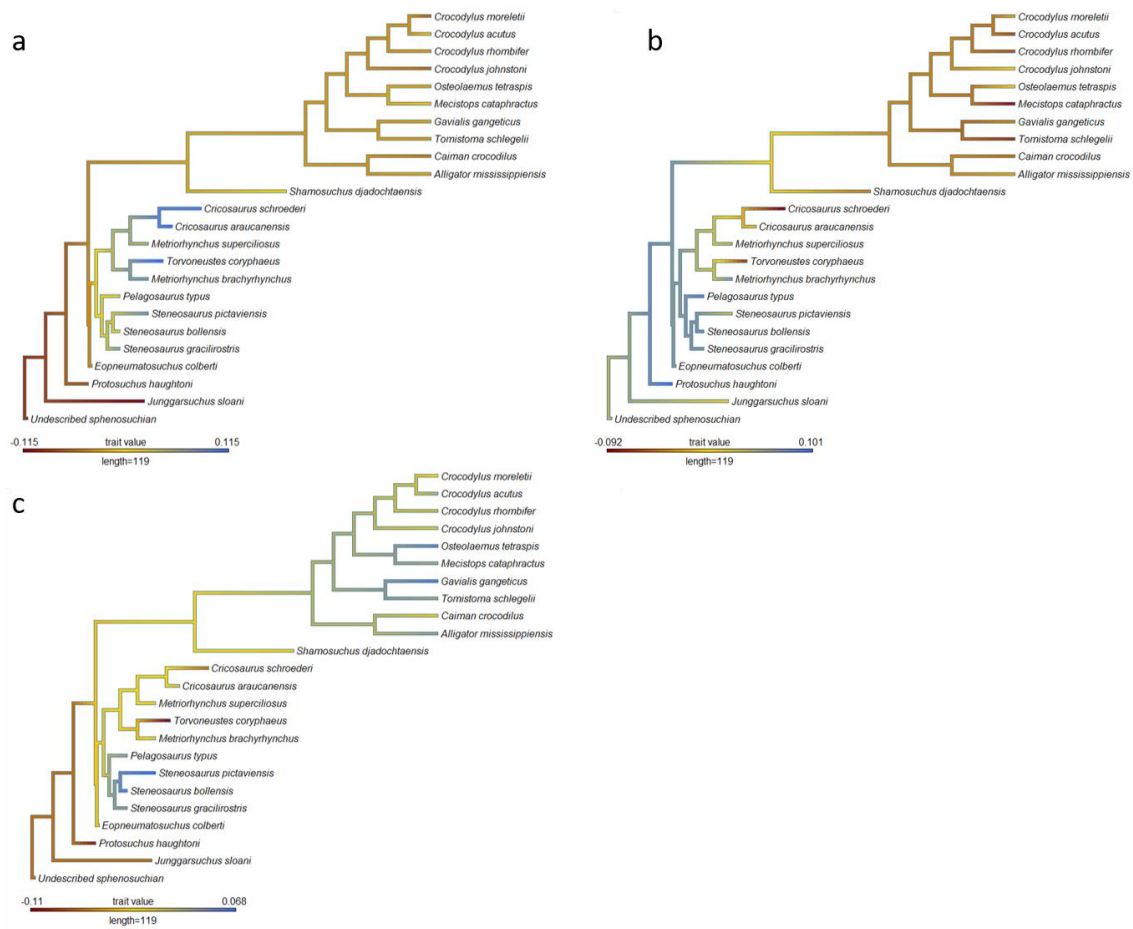 a
Crocodylus moreletii
Crocodylus acutus
Crocodylus rhombifer
Crocodylus johnstoni
Osteolaemus tetraspis
Mecistops cataphractus
Gavialis gangeticus
Tomistoma schlegelii
Caiman crocodilus
Alligator mississippiensis
Shamosuchus djadochtaensis
Cricosaurus schroederi
Cricosaurus araucanensis
Metriorhynchus superciliosus
Torvoneustes coryphaeus
Metriorhynchus brachyrhynchus
Pelagosaurus typus
Steneosaurus pictaviensis
Steneosaurus bollensis
Steneosaurus gracilirostris
Eopneumatosuchus colberti
Protosuchus haughtoni
Junggarsuchus sloani
Undescribed sphenosuchian
-0.115 trait value 0.115
length=119
b
Crocodylus moreletii
Crocodylus acutus
Crocodylus rhombifer
Crocodylus johnstoni
Osteolaemus tetraspis
Mecistops cataphractus
Gavialis gangeticus
Tomistoma schlegelii
Caiman crocodilus
Alligator mississippiensis
Shamosuchus djadochtaensis
Cricosaurus schroederi
Cricosaurus araucanensis
Metriorhynchus superciliosus
Torvoneustes coryphaeus
Metriorhynchus brachyrhynchus
Pelagosaurus typus
Steneosaurus pictaviensis
Steneosaurus bollensis
Steneosaurus gracilirostris
Eopneumatosuchus colberti
Protosuchus haughtoni
Junggarsuchus sloani
Undescribed sphenosuchian
-0.092 trait value 0.101
length=119
c
Crocodylus moreletii
Crocodylus acutus
Crocodylus rhombifer
Crocodylus johnstoni
Osteolaemus tetraspis
Mecistops cataphractus
Gavialis gangeticus
Tomistoma schlegelii
Caiman crocodilus
Alligator mississippiensis
Shamosuchus djadochtaensis
Cricosaurus schroederi
Cricosaurus araucanensis
Metriorhynchus superciliosus
Torvoneustes coryphaeus
Metriorhynchus brachyrhynchus
Pelagosaurus typus
Steneosaurus pictaviensis
Steneosaurus bollensis
Steneosaurus gracilirostris
Eopneumatosuchus colberti
Protosuchus haughtoni
Junggarsuchus sloani
Undescribed sphenosuchian
-0.11 trait value 0.068
length=119